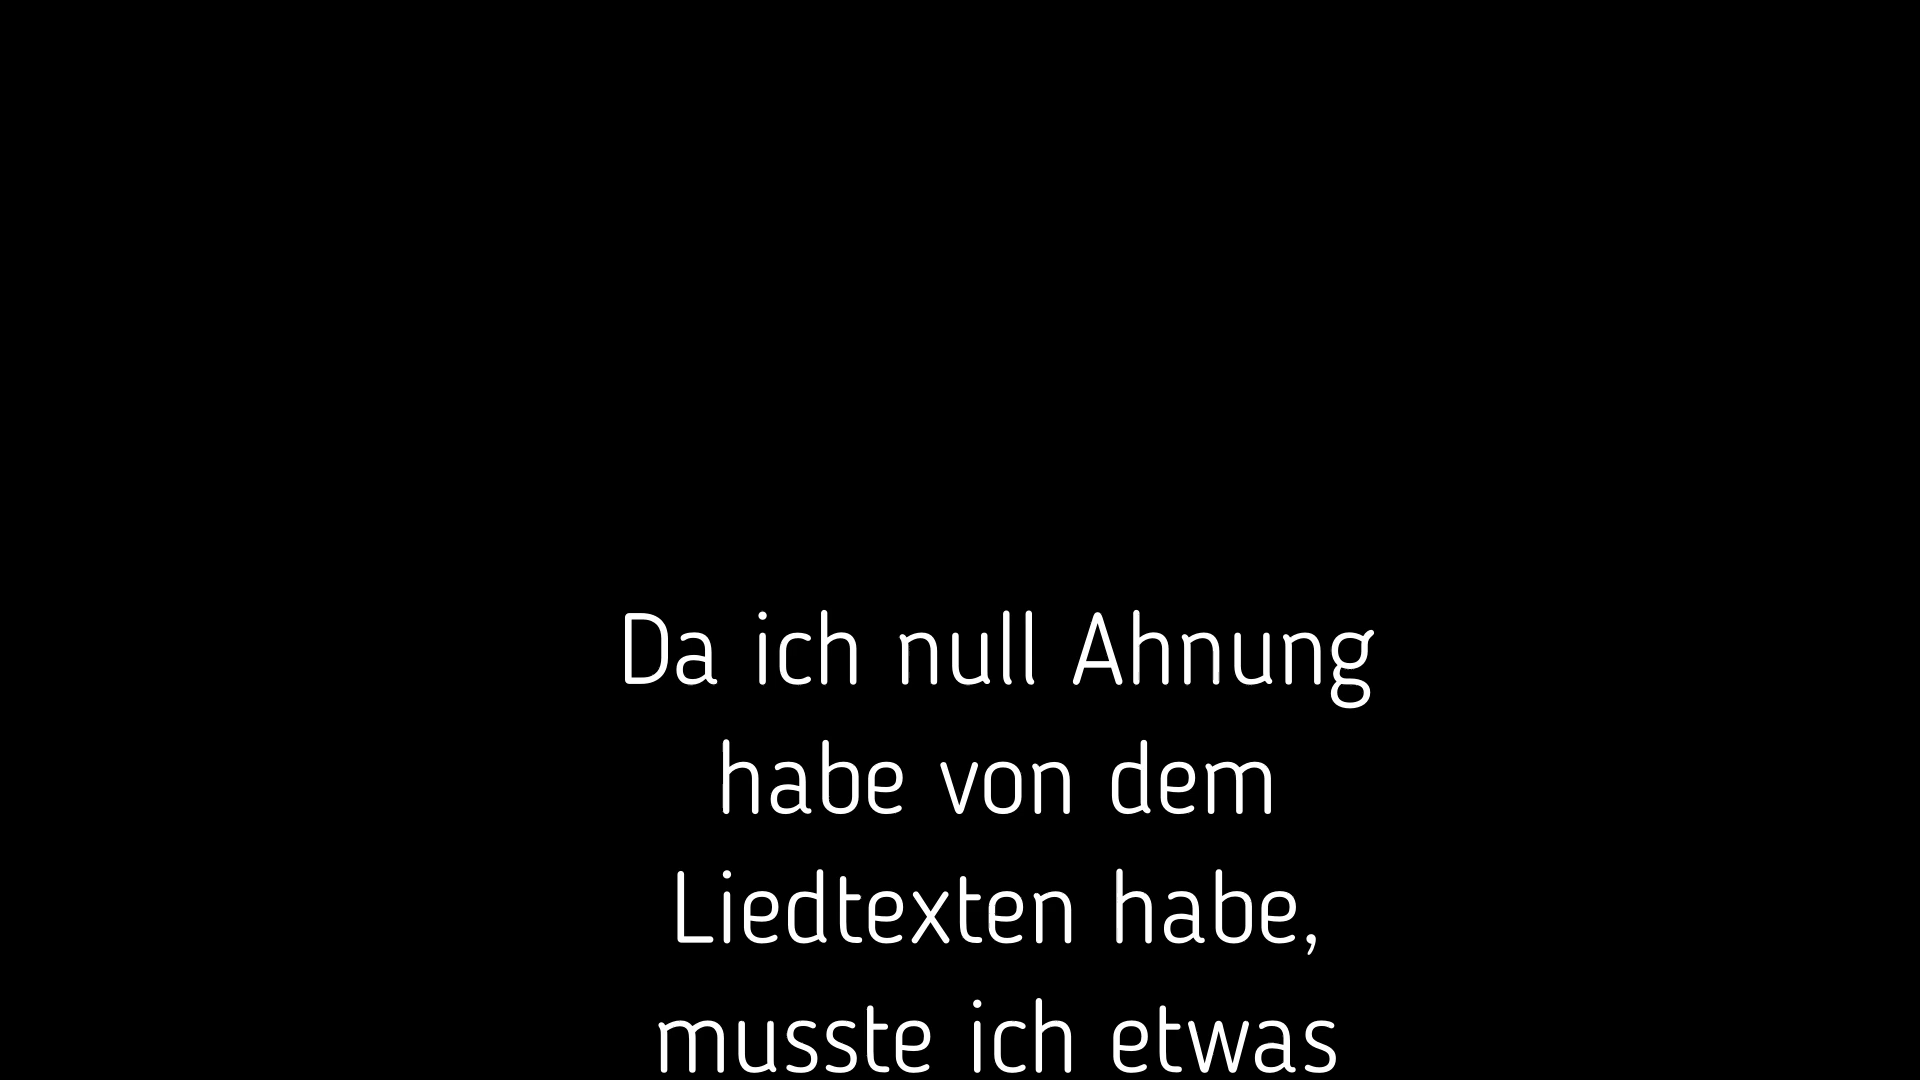 Da ich null Ahnung
habe von dem
Liedtexten habe,
musste ich etwas